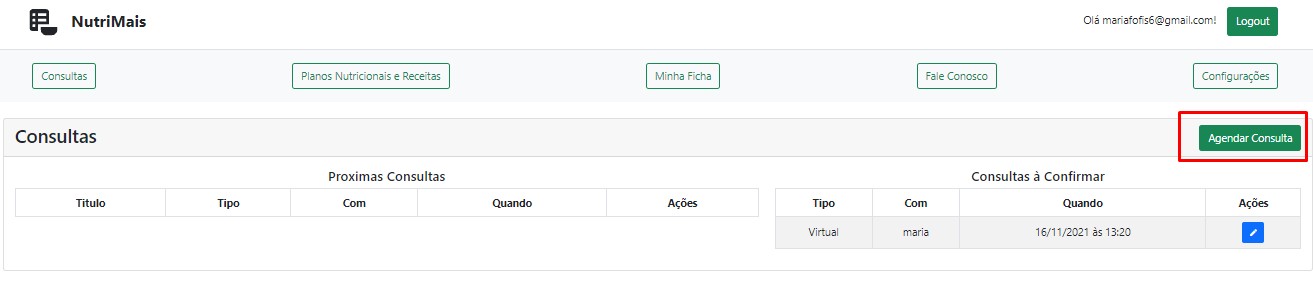 NutriMais
Olá mariafofis6@gmail.com!
Logout
Consultas
Planos Nutricionais e Receitas
Minha Ficha
Fale Conosco
Configurações
Consultas
Agendar Consulta
Proximas Consultas
Título Tipo Com Quando Ações
Consultas à Confirmar
Tipo Com Quando Ações
Virtual maria 16/11/2021 às 13:20